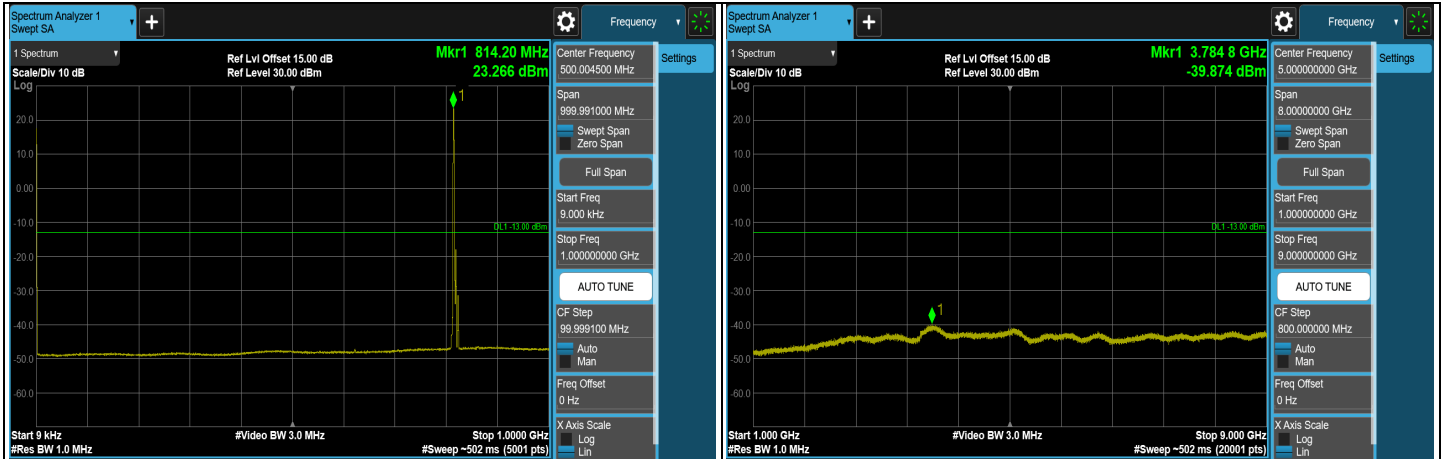 Spectrum Analyzer 1
Swept SA
+
Frequency
1 Spectrum
Scale/Div 10 dB
Log
Ref Lvl Offset 15.00 dB
Ref Level 30.00 dBm
Mkr1 814.20 MHz
23.266 dBm
1
20.0
10.0
0.00
-10.0
-20.0
-30.0
-40.0
-50.0
-60.0
DL1 -13.00 dBm
Start 9 kHz
#Res BW 1.0 MHz
#Video BW 3.0 MHz
Stop 1.0000 GHz
#Sweep ~502 ms (5001 pts)
Center Frequency
500.004500 MHz
Settings
Span
999.991000 MHz
Swept Span
Zero Span
Full Span
Start Freq
9.000 kHz
Stop Freq
1.000000000 GHz
AUTO TUNE
CF Step
99.999100 MHz
Auto
Man
Freq Offset
0 Hz
X Axis Scale
Log
Lin
Spectrum Analyzer 1
Swept SA
+
Frequency
1 Spectrum
Scale/Div 10 dB
Log
Ref Lvl Offset 15.00 dB
Ref Level 30.00 dBm
Mkr1 3.784 8 GHz
-39.874 dBm
1
20.0
10.0
0.00
-10.0
-20.0
-30.0
-40.0
-50.0
-60.0
DL1 -13.00 dBm
Start 1.000 GHz
#Res BW 1.0 MHz
#Video BW 3.0 MHz
Stop 9.000 GHz
#Sweep ~502 ms (20001 pts)
Center Frequency
5.000000000 GHz
Settings
Span
8.00000000 GHz
Swept Span
Zero Span
Full Span
Start Freq
1.000000000 GHz
Stop Freq
9.000000000 GHz
AUTO TUNE
CF Step
800.000000 MHz
Auto
Man
Freq Offset
0 Hz
X Axis Scale
Log
Lin